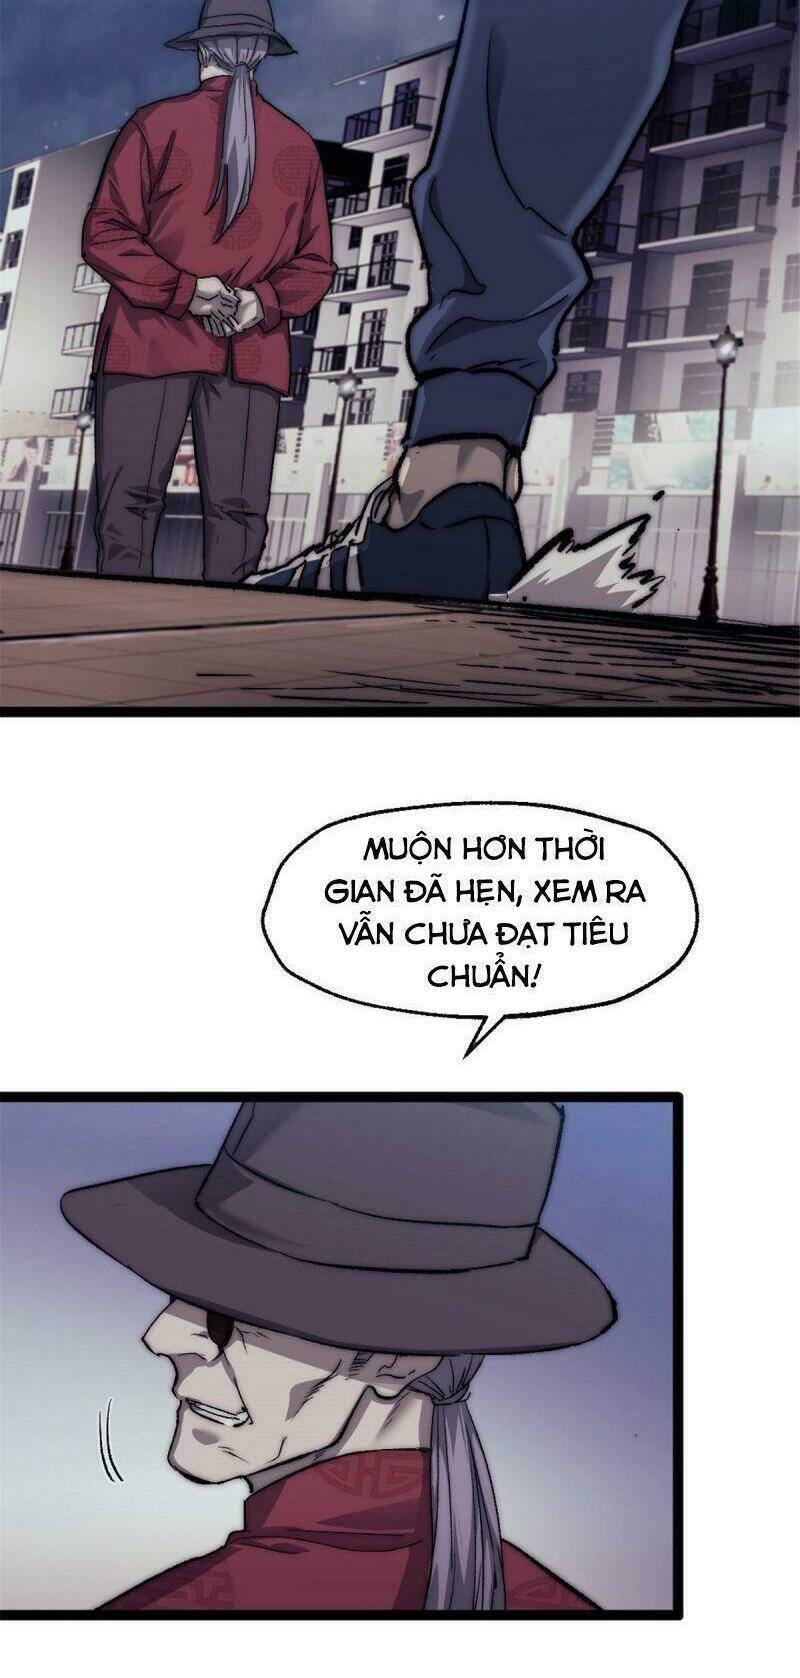 MUỘN HƠN THỜI
GIAN ĐÃ HẸN, XEM RA
VẪN CHƯA ĐẠT TIÊU
CHUẨN!